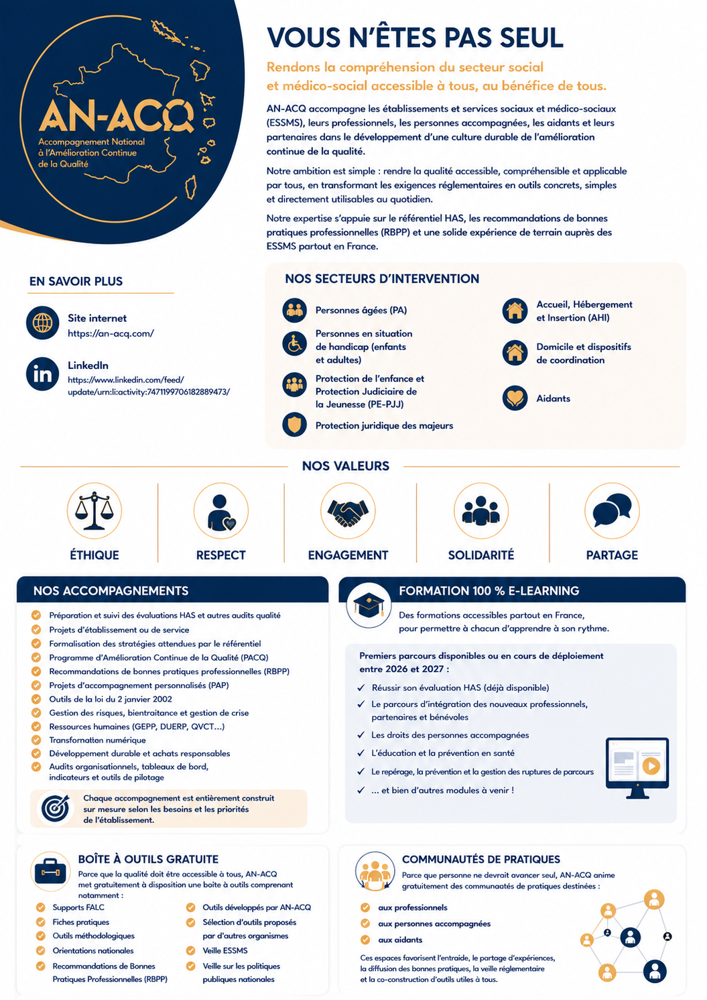 AN-ACQ
Accompagnement National
à l'Amélioration Continue
de la Qualité
VOUS N'ÊTES PAS SEUL
Rendons la compréhension du secteur social
et médico-social accessible à tous, au bénéfice de tous.
AN-ACQ accompagne les établissements et services sociaux et médico-sociaux
(ESSMS), leurs professionnels, les personnes accompagnées, les aidants et leurs
partenaires dans le développement d'une culture durable de l'amélioration
continue de la qualité.
Notre ambition est simple : rendre la qualité accessible, compréhensible et applicable
par tous, en transformant les exigences réglementaires en outils concrets, simples
et directement utilisables au quotidien.
Notre expertise s'appuie sur le référentiel HAS, les recommandations de bonnes
pratiques professionnelles (RBPP) et une solide expérience de terrain auprès des
ESSMS partout en France.
EN SAVOIR PLUS
Site internet
https://an-acq.com/
LinkedIn
https://www.linkedin.com/feed/
update/urn:li:activity:7471199706182889473/
NOS SECTEURS D'INTERVENTION
Personnes âgées (PA)
Personnes en situation
de handicap (enfants
et adultes)
Protection de l'enfance et
Protection Judiciaire de
la Jeunesse (PE-PJJ)
Protection juridique des majeurs
Accueil, Hébergement
et Insertion (AHI)
Domicile et dispositifs
de coordination
Aidants
NOS VALEURS
ÉTHIQUE
RESPECT
ENGAGEMENT
SOLIDARITÉ
PARTAGE
NOS ACCOMPAGNEMENTS
Préparation et suivi des évaluations HAS et autres audits qualité
Projets d'établissement ou de service
Formalisation des stratégies attendues par le référentiel
Programme d'Amélioration Continue de la Qualité (PACQ)
Recommandations de bonnes pratiques professionnelles (RBPP)
Projets d'accompagnement personnalisés (PAP)
Outils de la loi du 2 janvier 2002
Gestion des risques, bientraitance et gestion de crise
Ressources humaines (GEPP, DUERP, QVCT...)
Transformation numérique
Développement durable et achats responsables
Audits organisationnels, tableaux de bord,
indicateurs et outils de pilotage
Chaque accompagnement est entièrement construit
sur mesure selon les besoins et les priorités
de l'établissement.
FORMATION 100 % E-LEARNING
Des formations accessibles partout en France,
pour permettre à chacun d'apprendre à son rythme.
Premiers parcours disponibles ou en cours de déploiement
entre 2026 et 2027 :
Réussir son évaluation HAS (déjà disponible)
Le parcours d'intégration des nouveaux professionnels,
partenaires et bénévoles
Les droits des personnes accompagnées
L'éducation et la prévention en santé
Le repérage, la prévention et la gestion des ruptures de parcours
... et bien d'autres modules à venir !
BOÎTE À OUTILS GRATUITE
Parce que la qualité doit être accessible à tous, AN-ACQ
met gratuitement à disposition une boite à outils comprenant
notamment :
Supports FALC
Fiches pratiques
Outils méthodologiques
Orientations nationales
Recommandations de Bonnes
Pratiques Professionnelles (RBPP)
Outils développés par AN-ACQ
Sélection d'outils proposés
par d'autres organismes
Veille ESSMS
Veille sur les politiques
publiques nationales
COMMUNAUTÉS DE PRATIQUES
Parce que personne ne devrait avancer seul, AN-ACQ anime
gratuitement des communaatés de pratiques destinées :
aux professionnels
aux personnes accompagnées
aux aidants
Ces espaces favorisent l'entraide, le partage d'expériences,
la diffusion des bonnes pratiques, la veille réglementaire
et la co-construction d'outils utiles à tous.